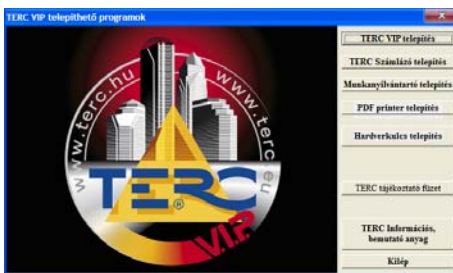 TERC VIP telepíthető programok
TERC VIP telepítés
TERC Számlázó telepítés
Munkanyilvántartó telepítés
PDF printer telepítés
Hardverkulcs telepítés
TERC tájékoztató füzet
TERC Információs,
bemutató anyag
Kilép
www.terc.hu
www.terc.eu
TERC
®
VIP